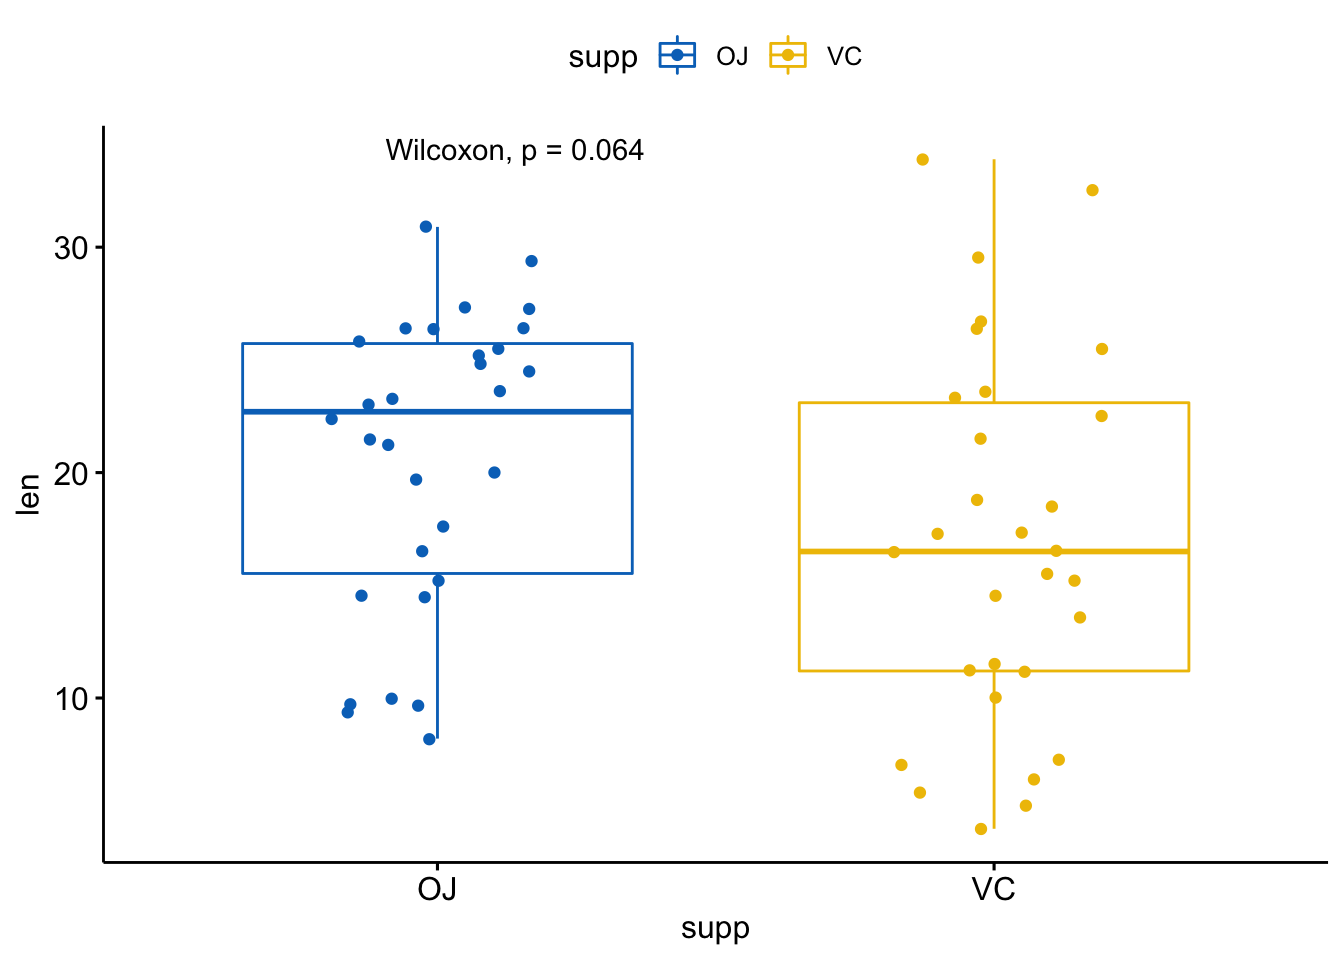 supp OJ VC
Wilcoxon, p = 0.064
30
20
10
len
OJ VC
supp